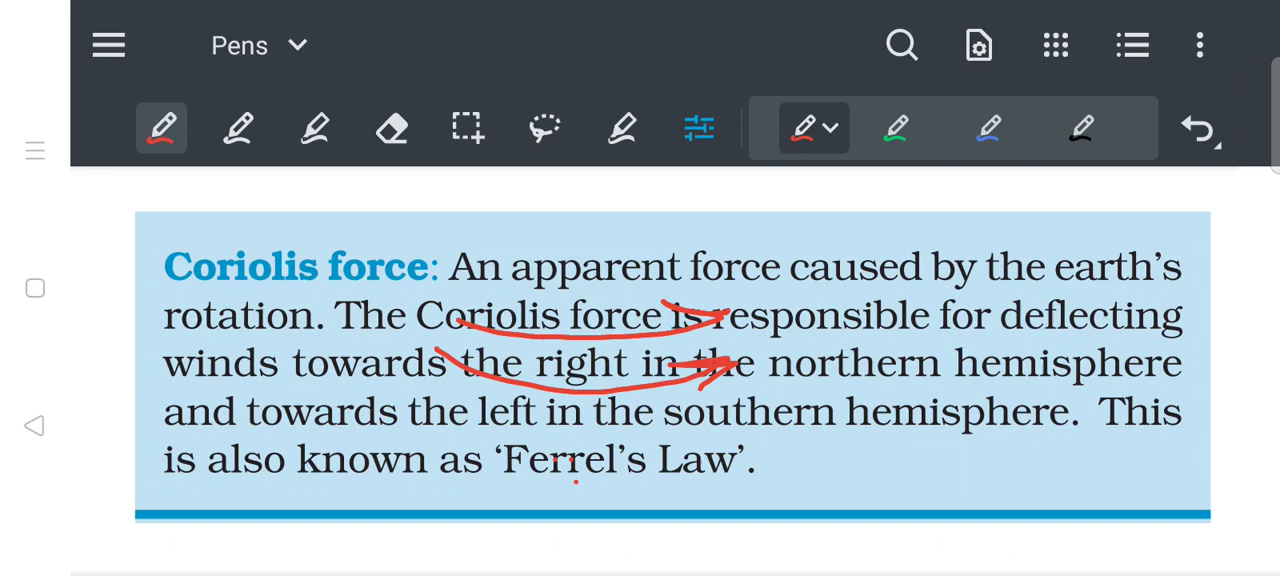 Pens
Coriolis force: An apparent force caused by the earth's
rotation. The Coriolis force is responsible for deflecting
winds towards the right in the northern hemisphere
and towards the left in the southern hemisphere. This
is also known as ‘Ferrel’s Law’.